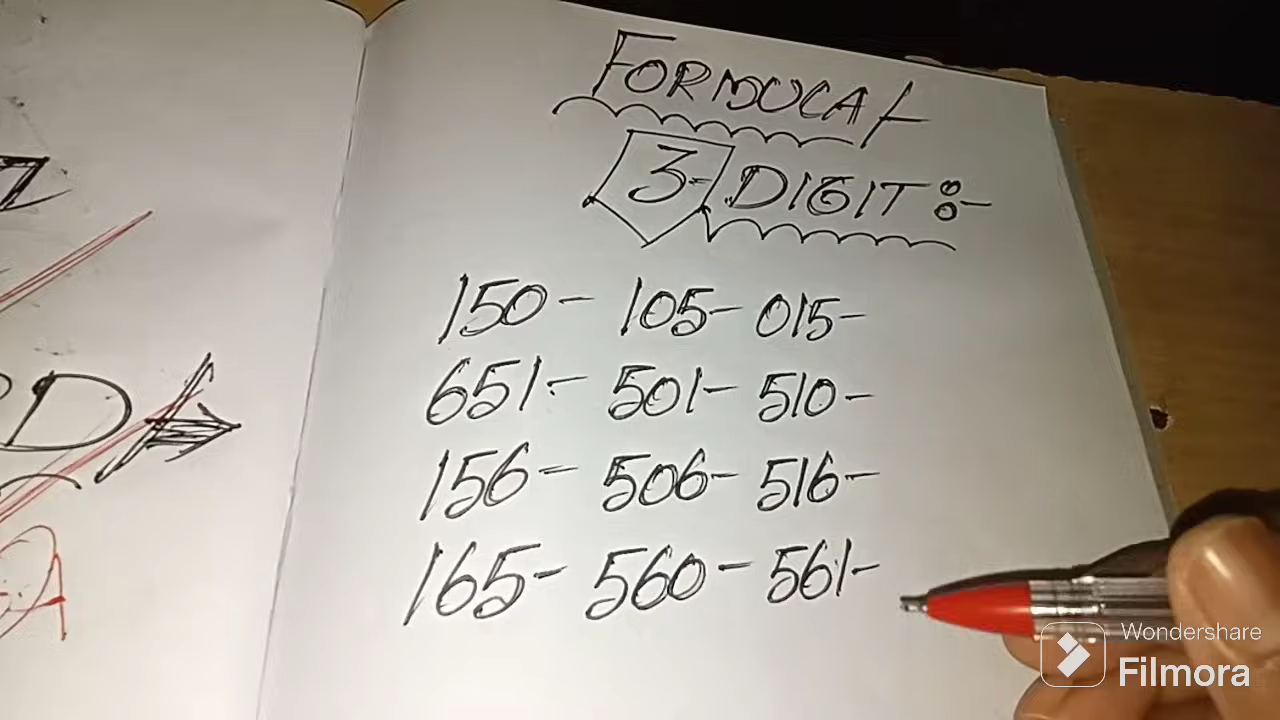 FORMULA/-
3- DIGIT:-
150- 105- 015-
651- 501- 510-
156- 506- 516-
165- 560- 561-
Wondershare
Filmora